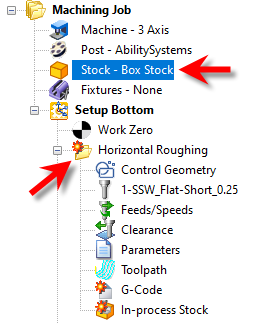 Machining Job
Machine - 3 Axis
Post - AbilitySystems
Stock - Box Stock
Fixtures - None
Setup Bottom
Work Zero
Horizontal Roughing
Control Geometry
1-SSW_Flat-Short_0.25
Feeds/Speeds
Clearance
Parameters
Toolpath
G-Code
In-process Stock